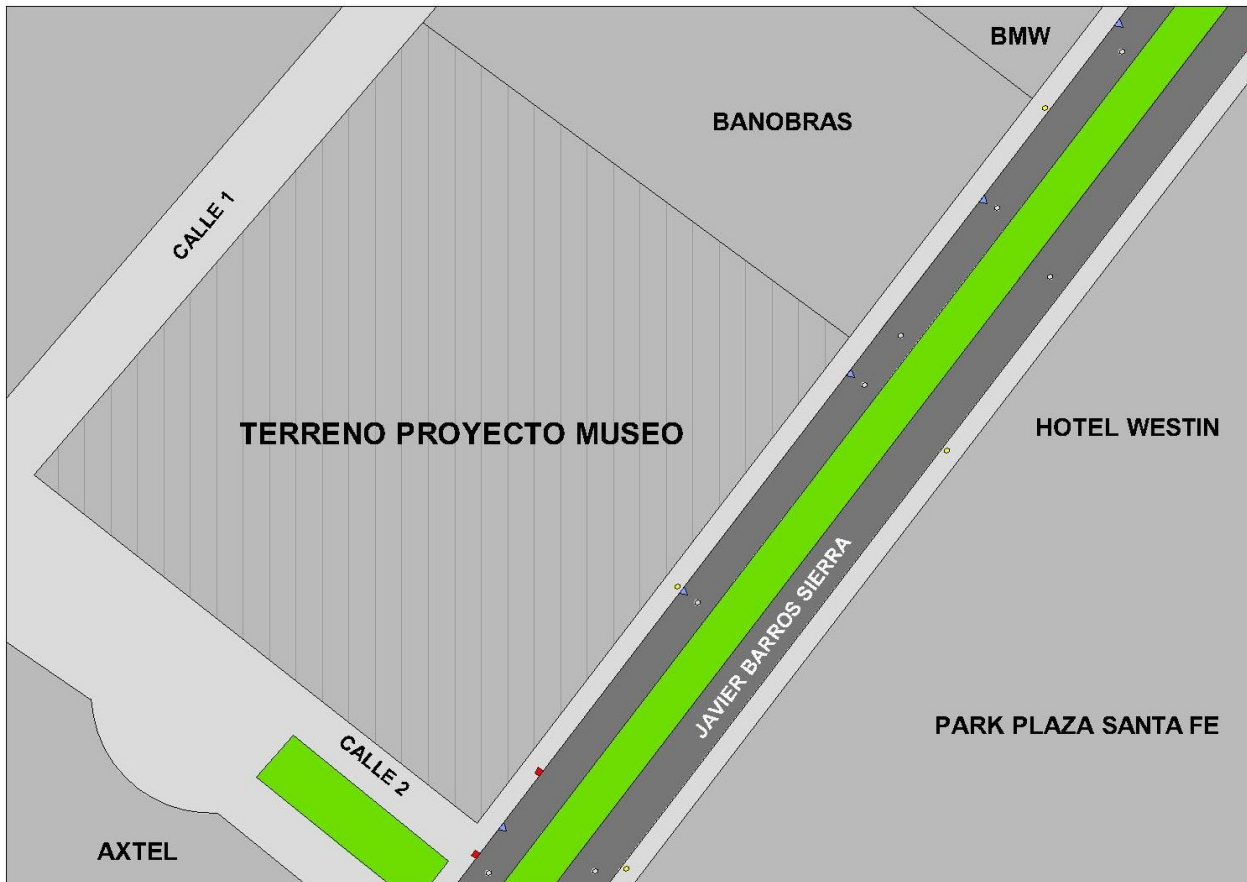 BMW
BANOBRAS
CALLE 1
TERRENO PROYECTO MUSEO
HOTEL WESTIN
JAVIER BARROS SIERRA
PARK PLAZA SANTA FE
CALLE 2
AXTEL